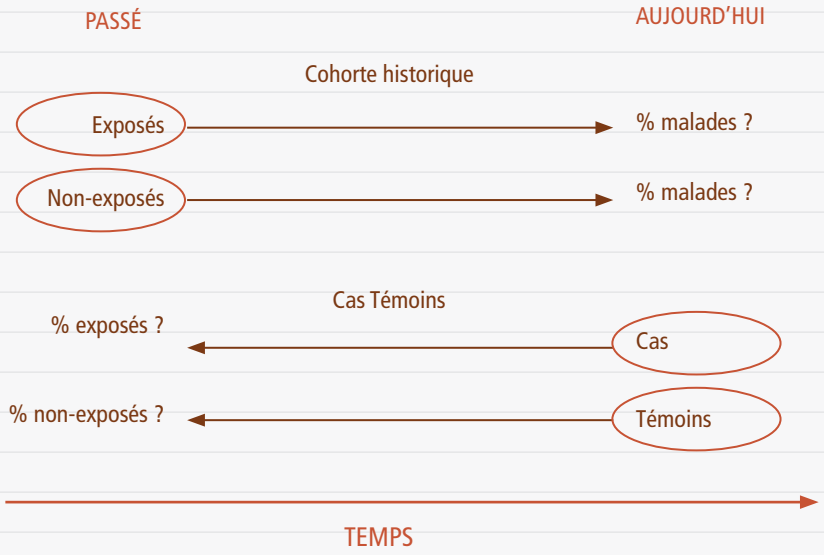 PASSÉ
AUJOURD’HUI
Cohorte historique
Exposés
% malades ?
Non-exposés
% malades ?
Cas Témoins
% exposés ?
Cas
% non-exposés ?
Témoins
TEMPS